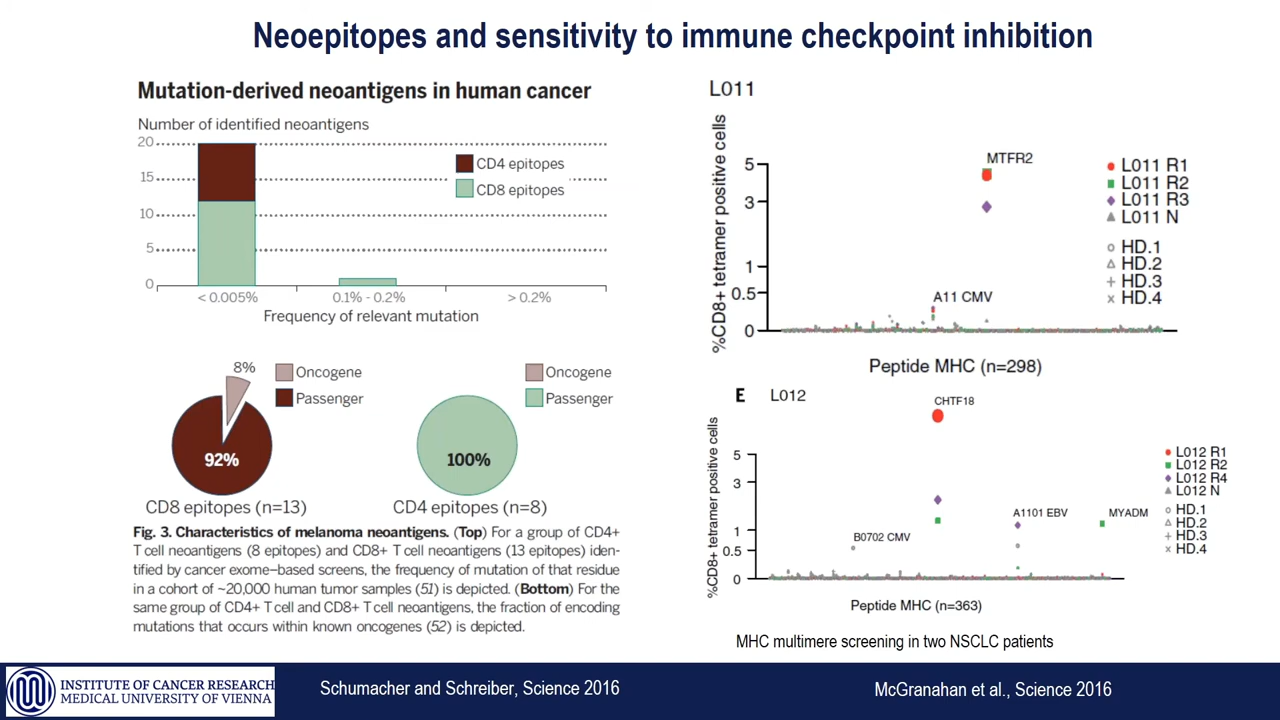 Neoepitopes and sensitivity to immune checkpoint inhibition
Mutation-derived neoantigens in human cancer
Number of identified neoantigens
20
15
10
5
0
CD4 epitopes
CD8 epitopes
< 0.005%
0.1% - 0.2%
> 0.2%
Frequency of relevant mutation
8%
92%
Oncogene
Passenger
CD8 epitopes (n=13)
100%
Oncogene
Passenger
CD4 epitopes (n=8)
Fig. 3. Characteristics of melanoma neoantigens. (Top) For a group of CD4+
T cell neoantigens (8 epitopes) and CD8+ T cell neoantigens (13 epitopes) iden-
tified by cancer exome–based screens, the frequency of mutation of that residue
in a cohort of ~20,000 human tumor samples (51) is depicted. (Bottom) For the
same group of CD4+ T cell and CD8+ T cell neoantigens, the fraction of encoding
mutations that occurs within known oncogenes (52) is depicted.
L011
%CD8+ tetramer positive cells
5
3
1
0.5
0
MTFR2
A11 CMV
L011 R1
L011 R2
L011 R3
L011 N
HD.1
HD.2
HD.3
HD.4
Peptide MHC (n=298)
E L012
%CD8+ tetramer positive cells
5
3
1
0.5
0
CHTF18
B0702 CMV
A1101 EBV
MYADM
L012 R1
L012 R2
L012 R4
L012 N
HD.1
HD.2
HD.3
HD.4
Peptide MHC (n=363)
MHC multimere screening in two NSCLC patients
INSTITUTE OF CANCER RESEARCH
MEDICAL UNIVERSITY OF VIENNA
Schumacher and Schreiber, Science 2016
McGranahan et al., Science 2016